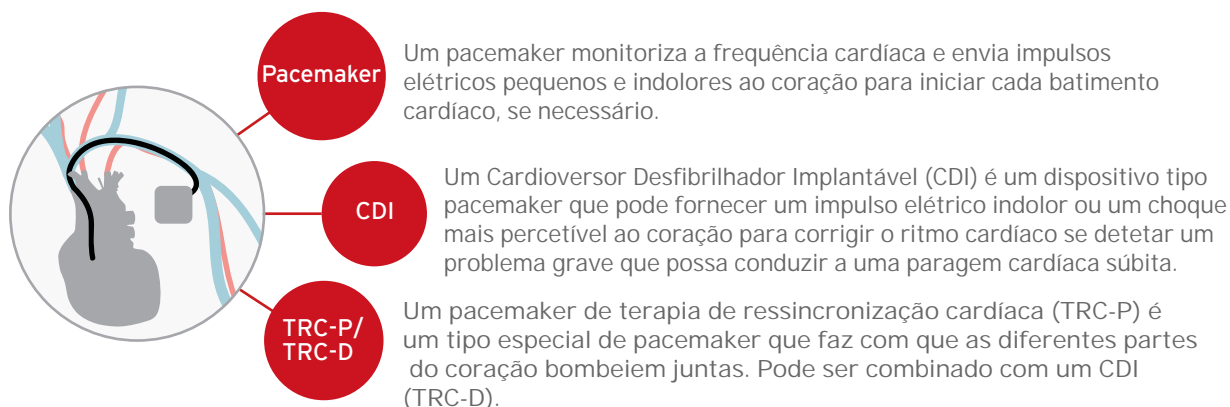 Pacemaker
Um pacemaker monitoriza a frequência cardíaca e envia impulsos
elétricos pequenos e indolores ao coração para iniciar cada batimento
cardíaco, se necessário.
CDI
Um Cardioversor Desfibrilhador Implantável (CDI) é um dispositivo tipo
pacemaker que pode fornecer um impulso elétrico indolor ou um choque
mais percetível ao coração para corrigir o ritmo cardíaco se detetar um
problema grave que possa conduzir a uma paragem cardíaca súbita.
TRC-P/
TRC-D
Um pacemaker de terapia de ressincronização cardíaca (TRC-P) é
um tipo especial de pacemaker que faz com que as diferentes partes
do coração bombeiem juntas. Pode ser combinado com um CDI
(TRC-D).